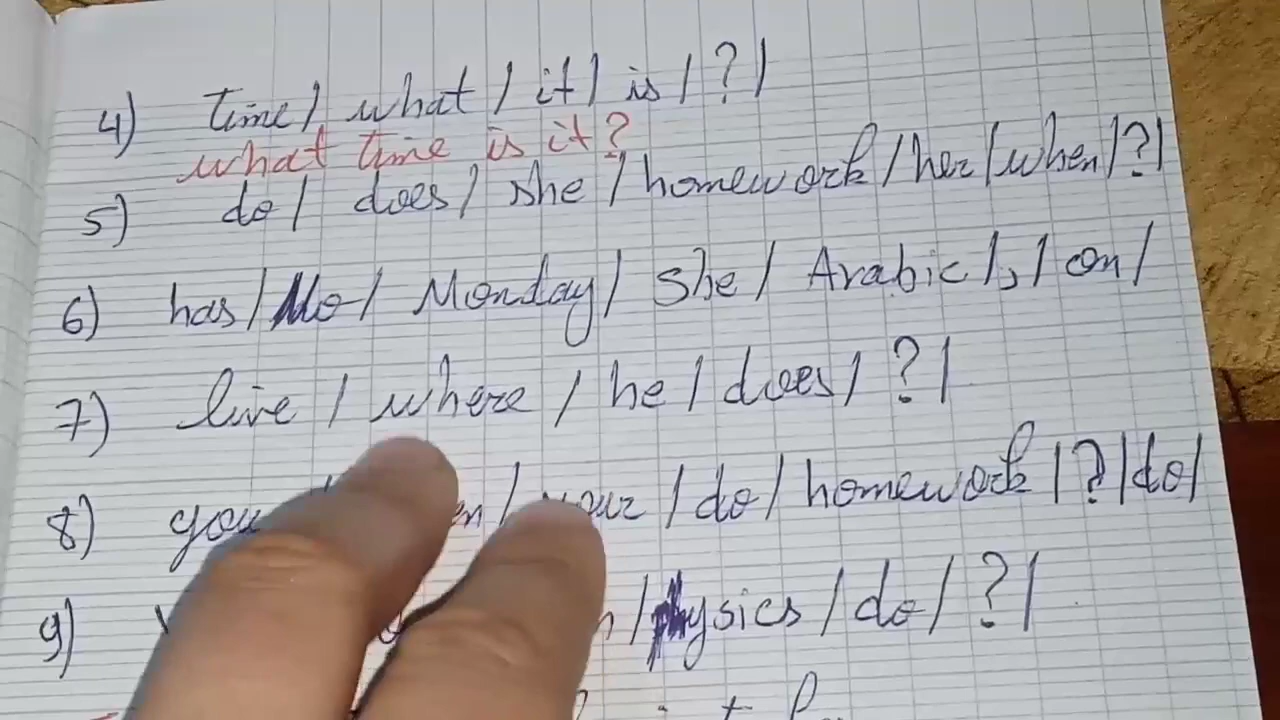 4) time / what / it / is / ? /
what time is it?
5) do / does / she / homework / her / when / ? /
6) has / Monday / she / Arabic / , / on /
7) live / where / he / does / ? /
8) you / your / do / homework / ? / do /
9) / physics / do / ? /